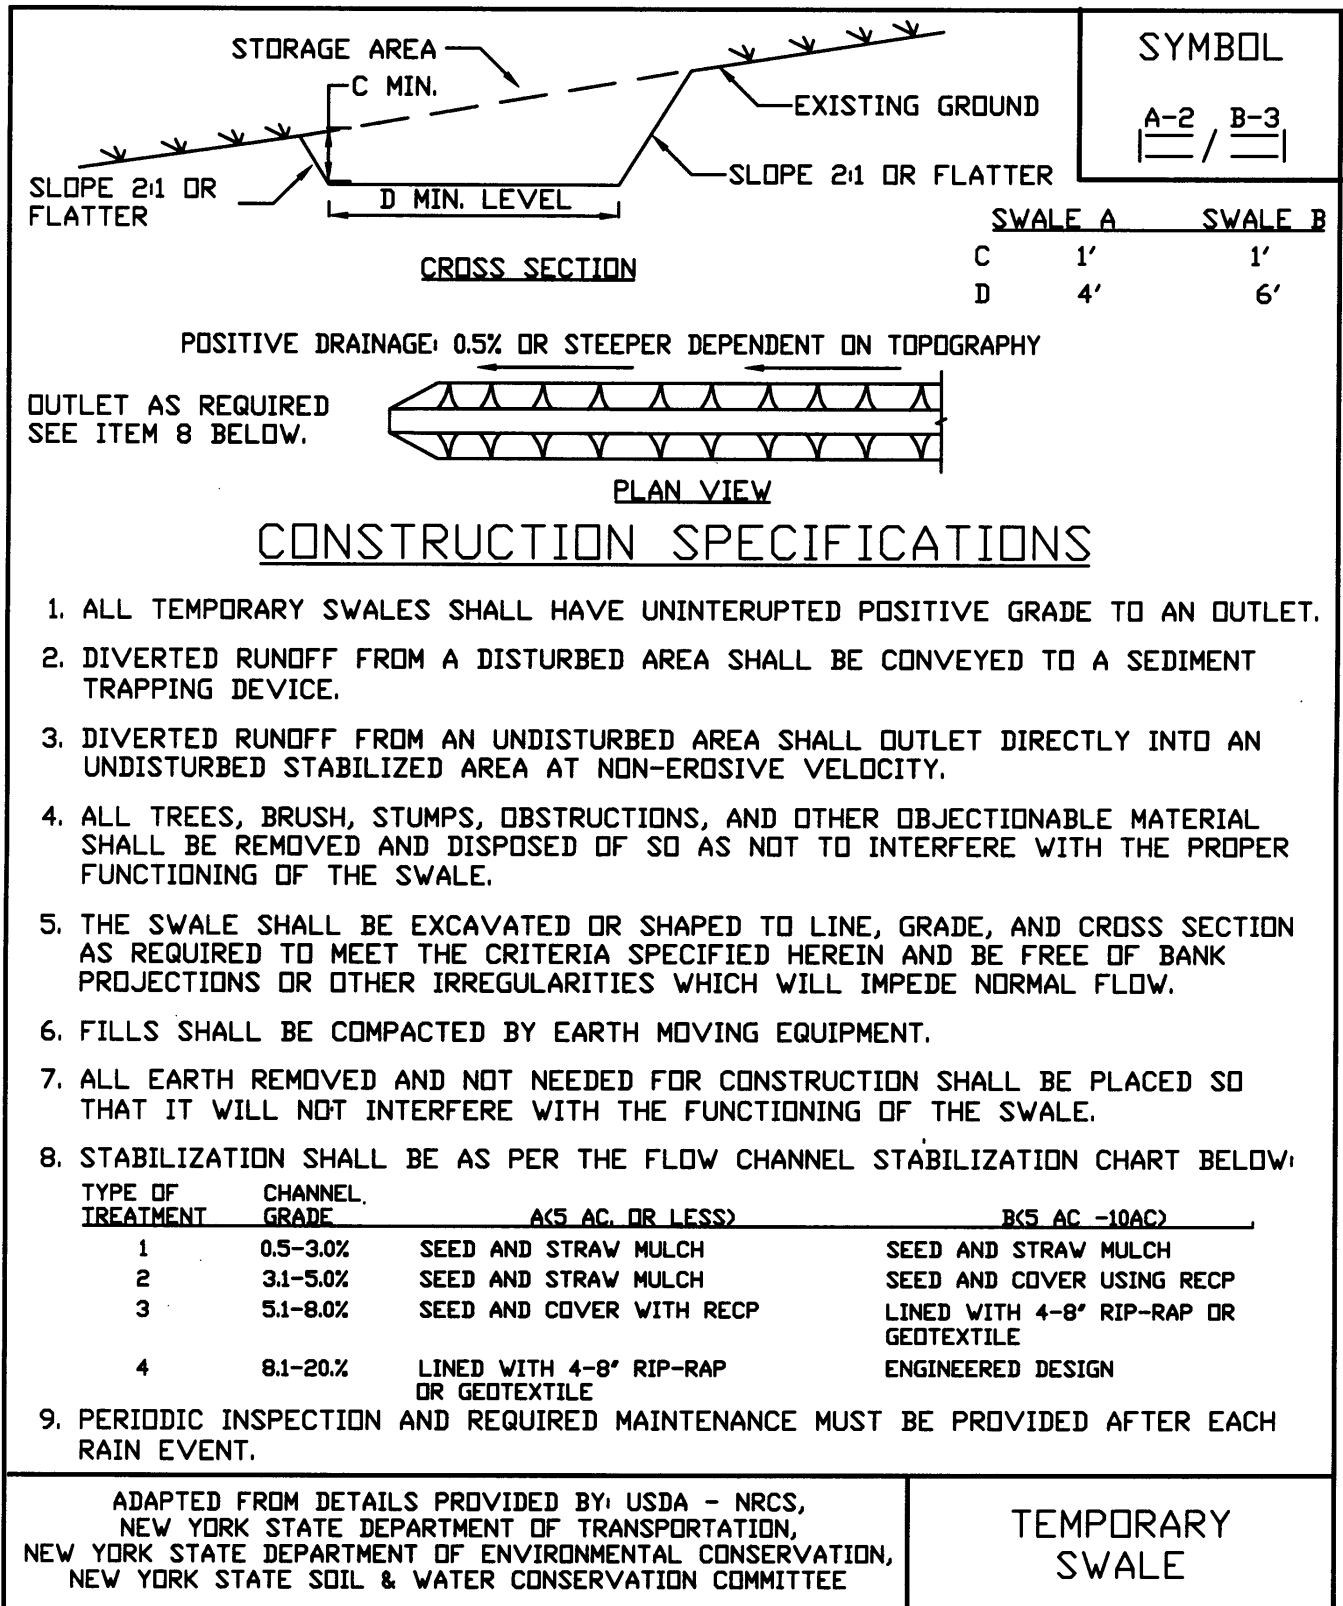 STORAGE AREA
C MIN.
EXISTING GROUND
SLOPE 2:1 OR
FLATTER
D MIN. LEVEL
SLOPE 2:1 OR FLATTER
CROSS SECTION
SYMBOL
A-2 / B-3
SWALE A SWALE B
C 1' 1'
D 4' 6'
POSITIVE DRAINAGE: 0.5% OR STEEPER DEPENDENT ON TOPOGRAPHY
OUTLET AS REQUIRED
SEE ITEM 8 BELOW.
PLAN VIEW
CONSTRUCTION SPECIFICATIONS
1. ALL TEMPORARY SWALES SHALL HAVE UNINTERUPTED POSITIVE GRADE TO AN OUTLET.
2. DIVERTED RUNOFF FROM A DISTURBED AREA SHALL BE CONVEYED TO A SEDIMENT
TRAPPING DEVICE.
3. DIVERTED RUNOFF FROM AN UNDISTURBED AREA SHALL OUTLET DIRECTLY INTO AN
UNDISTURBED STABILIZED AREA AT NON-EROSIVE VELOCITY.
4. ALL TREES, BRUSH, STUMPS, OBSTRUCTIONS, AND OTHER OBJECTIONABLE MATERIAL
SHALL BE REMOVED AND DISPOSED OF SO AS NOT TO INTERFERE WITH THE PROPER
FUNCTIONING OF THE SWALE.
5. THE SWALE SHALL BE EXCAVATED OR SHAPED TO LINE, GRADE, AND CROSS SECTION
AS REQUIRED TO MEET THE CRITERIA SPECIFIED HEREIN AND BE FREE OF BANK
PROJECTIONS OR OTHER IRREGULARITIES WHICH WILL IMPEDE NORMAL FLOW.
6. FILLS SHALL BE COMPACTED BY EARTH MOVING EQUIPMENT.
7. ALL EARTH REMOVED AND NOT NEEDED FOR CONSTRUCTION SHALL BE PLACED SO
THAT IT WILL NOT INTERFERE WITH THE FUNCTIONING OF THE SWALE.
8. STABILIZATION SHALL BE AS PER THE FLOW CHANNEL STABILIZATION CHART BELOW:
TYPE OF CHANNEL
TREATMENT GRADE A(5 AC. OR LESS) B(5 AC -10AC)
1 0.5-3.0% SEED AND STRAW MULCH SEED AND STRAW MULCH
2 3.1-5.0% SEED AND STRAW MULCH SEED AND COVER USING RECP
3 5.1-8.0% SEED AND COVER WITH RECP LINED WITH 4-8" RIP-RAP OR
GEOTEXTILE
4 8.1-20.% LINED WITH 4-8" RIP-RAP ENGINEERED DESIGN
OR GEOTEXTILE
9. PERIODIC INSPECTION AND REQUIRED MAINTENANCE MUST BE PROVIDED AFTER EACH
RAIN EVENT.
ADAPTED FROM DETAILS PROVIDED BY: USDA - NRCS,
NEW YORK STATE DEPARTMENT OF TRANSPORTATION,
NEW YORK STATE DEPARTMENT OF ENVIRONMENTAL CONSERVATION,
NEW YORK STATE SOIL & WATER CONSERVATION COMMITTEE
TEMPORARY
SWALE